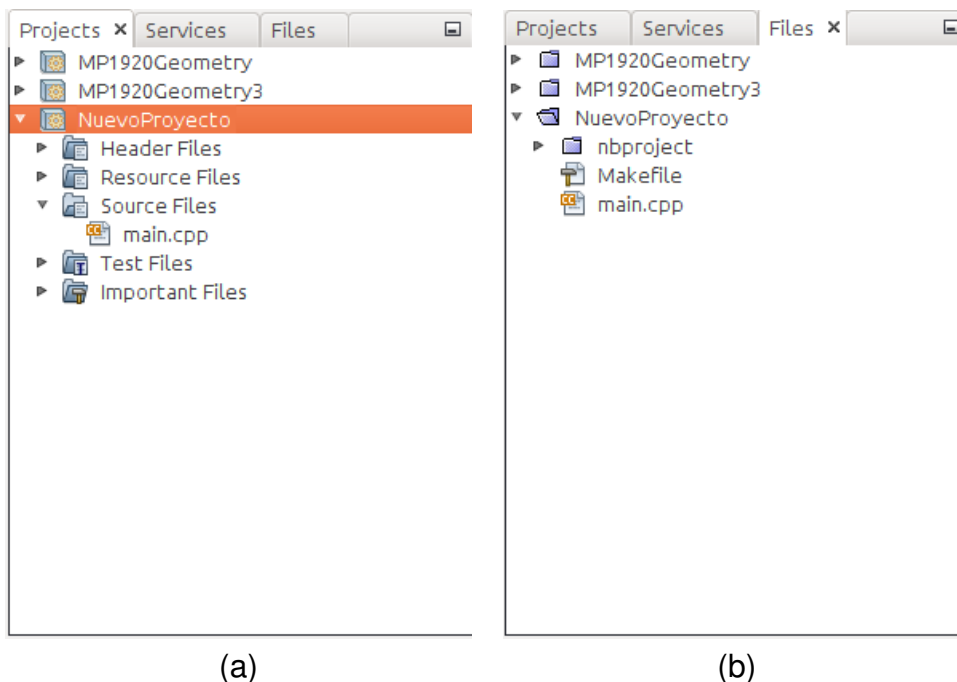 Projects Services Files
MP1920Geometry
MP1920Geometry3
NuevoProyecto
Header Files
Resource Files
Source Files
main.cpp
Test Files
Important Files
(a)
Projects Services Files
MP1920Geometry
MP1920Geometry3
NuevoProyecto
nbproject
Makefile
main.cpp
(b)